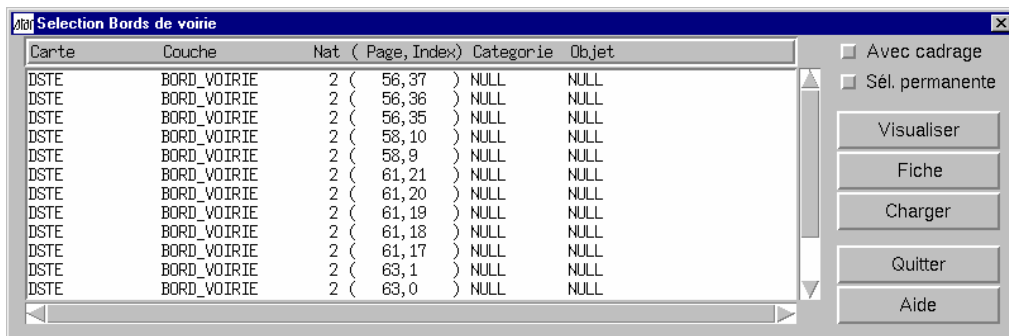 Selection Bords de voirie
Carte Couche Nat ( Page,Index) Categorie Objet
DSTE BORD_VOIRIE 2 ( 56,37 ) NULL NULL
DSTE BORD_VOIRIE 2 ( 56,36 ) NULL NULL
DSTE BORD_VOIRIE 2 ( 56,35 ) NULL NULL
DSTE BORD_VOIRIE 2 ( 58,10 ) NULL NULL
DSTE BORD_VOIRIE 2 ( 58,9 ) NULL NULL
DSTE BORD_VOIRIE 2 ( 61,21 ) NULL NULL
DSTE BORD_VOIRIE 2 ( 61,20 ) NULL NULL
DSTE BORD_VOIRIE 2 ( 61,19 ) NULL NULL
DSTE BORD_VOIRIE 2 ( 61,18 ) NULL NULL
DSTE BORD_VOIRIE 2 ( 61,17 ) NULL NULL
DSTE BORD_VOIRIE 2 ( 63,1 ) NULL NULL
DSTE BORD_VOIRIE 2 ( 63,0 ) NULL NULL
Avec cadrage
Sél. permanente
Visualiser
Fiche
Charger
Quitter
Aide